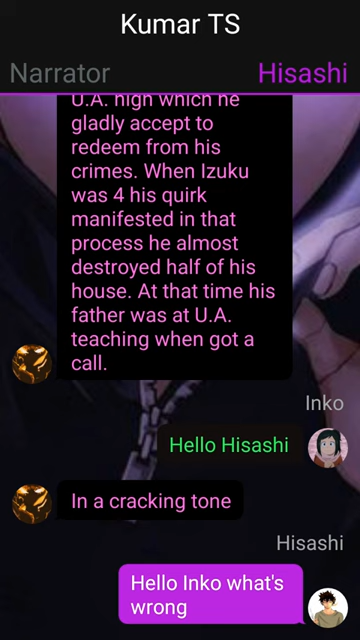 Kumar TS
Narrator Hisashi
U.A. high which he
gladly accept to
redeem from his
crimes. When Izuku
was 4 his quirk
manifested in that
process he almost
destroyed half of his
house. At that time his
father was at U.A.
teaching when got a
call.
Inko
Hello Hisashi
In a cracking tone
Hisashi
Hello Inko what's
wrong